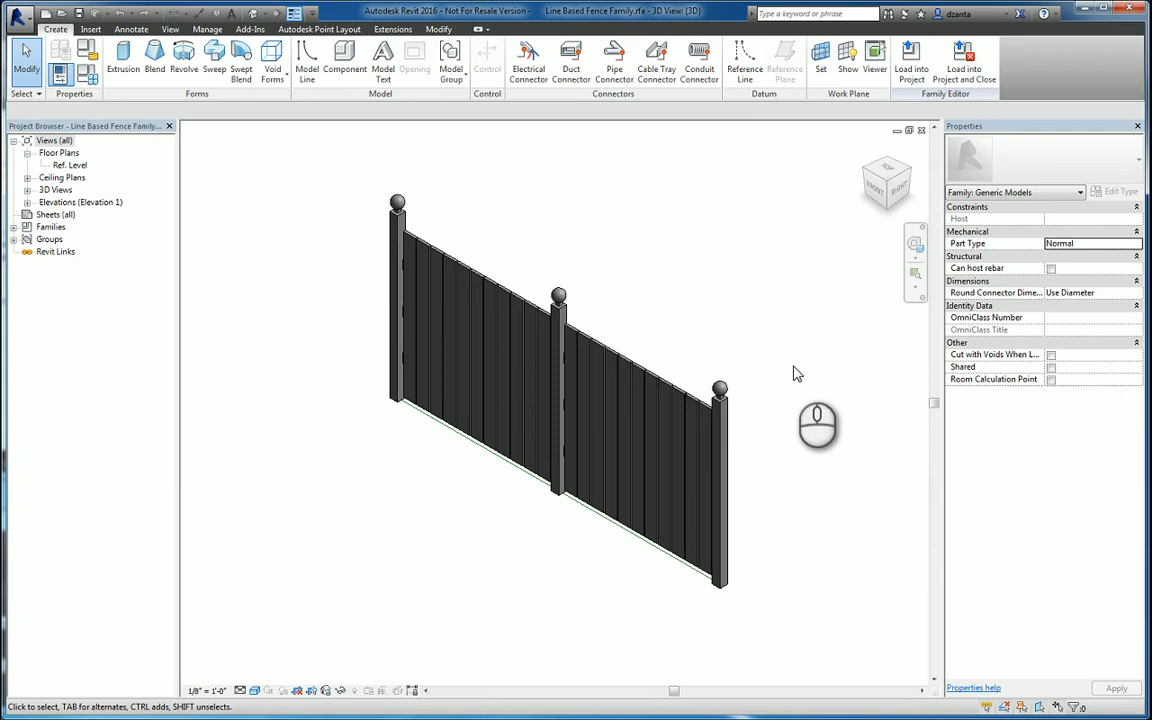 Autodesk Revit 2016 - Not For Resale Version - Line Based Fence Family.rfa - 3D View: {3D}
Type a keyword or phrase
dzanta
Create Insert Annotate View Manage Add-Ins Autodesk Point Layout Extensions Modify
Modify
Extrusion Blend Revolve Sweep Swept Blend Void Forms
Model Line Component Model Text Opening Model Group
Control
Electrical Connector Duct Connector Pipe Connector Cable Tray Connector Conduit Connector
Reference Line Reference Plane
Set Show Viewer
Load into Project Load into Project and Close
Select Properties Forms Model Control Connectors Datum Work Plane Family Editor
Project Browser - Line Based Fence Family...
Views (all)
Floor Plans
Ref. Level
Ceiling Plans
3D Views
Elevations (Elevation 1)
Sheets (all)
Families
Groups
Revit Links
TOP
FRONT
RIGHT
Properties
Family: Generic Models
Edit Type
Constraints
Host
Mechanical
Part Type Normal
Structural
Can host rebar
Dimensions
Round Connector Dime... Use Diameter
Identity Data
OmniClass Number
OmniClass Title
Other
Cut with Voids When L...
Shared
Room Calculation Point
Properties help
Apply
1/8" = 1'-0"
Click to select, TAB for alternates, CTRL adds, SHIFT unselects.
:0